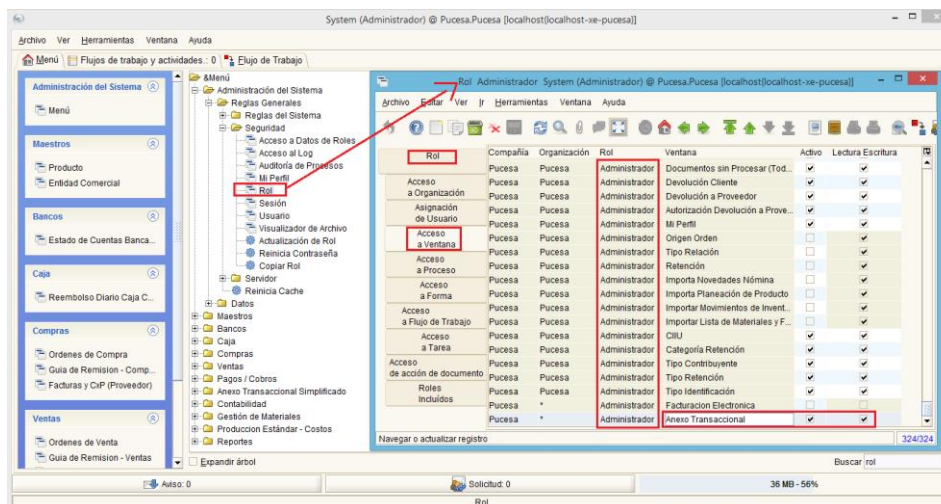 System (Administrador) @ Pucesa.Pucesa [localhost[localhost-xe-pucesa]]
Archivo Ver Herramientas Ventana Ayuda
Menú Flujos de trabajo y actividades.: 0 Flujo de Trabajo
Administración del Sistema
Menú
Maestros
Producto
Entidad Comercial
Bancos
Estado de Cuentas Banca...
Caja
Reembolso Diario Caja C...
Compras
Ordenes de Compra
Guia de Remision - Comp...
Facturas y CxP (Proveedor)
Ventas
Ordenes de Venta
Guia de Remision - Ventas
&Menú
Administración del Sistema
Reglas Generales
Reglas del Sistema
Seguridad
Acceso a Datos de Roles
Acceso al Log
Auditoría de Procesos
Mi Perfil
Rol
Sesión
Usuario
Visualizador de Archivo
Actualización de Rol
Reinicia Contraseña
Copiar Rol
Servidor
Reinicia Cache
Datos
Maestros
Bancos
Caja
Compras
Ventas
Pagos / Cobros
Anexo Transaccional Simplificado
Contabilidad
Gestión de Materiales
Produccion Estándar - Costos
Reportes
Expandir árbol
Rol Administrador System (Administrador) @ Pucesa.Pucesa [localhost[localhost-xe-pucesa]]
Archivo Editar Ver Ir Herramientas Ventana Ayuda
Rol
Acceso
a Organización
Asignación
de Usuario
Acceso
a Ventana
Acceso
a Proceso
Acceso
a Forma
Acceso
a Flujo de Trabajo
Acceso
a Tarea
Acceso
de acción de documento
Roles
Incluídos
Compañía Organización Rol Ventana Activo Lectura Escritura
Pucesa Pucesa Administrador Documentos sin Procesar (Tod...
Pucesa Pucesa Administrador Devolución Cliente
Pucesa Pucesa Administrador Devolución a Proveedor
Pucesa Pucesa Administrador Autorización Devolución a Prove...
Pucesa Pucesa Administrador Mi Perfil
Pucesa Pucesa Administrador Origen Orden
Pucesa Pucesa Administrador Tipo Relación
Pucesa Pucesa Administrador Retención
Pucesa Pucesa Administrador Importa Novedades Nómina
Pucesa Pucesa Administrador Importa Planeación de Producto
Pucesa Pucesa Administrador Importar Movimientos de Invent...
Pucesa Pucesa Administrador Importar Lista de Materiales y F...
Pucesa Pucesa Administrador CIIU
Pucesa Pucesa Administrador Categoría Retención
Pucesa Pucesa Administrador Tipo Contribuyente
Pucesa Pucesa Administrador Tipo Retención
Pucesa Pucesa Administrador Tipo Identificación
Pucesa * Administrador Facturacion Electronica
Pucesa * Administrador Anexo Transaccional
Navegar o actualizar registro 324/324
Buscar rol
Aviso: 0 Solicitud: 0 36 MB - 56%
Rol